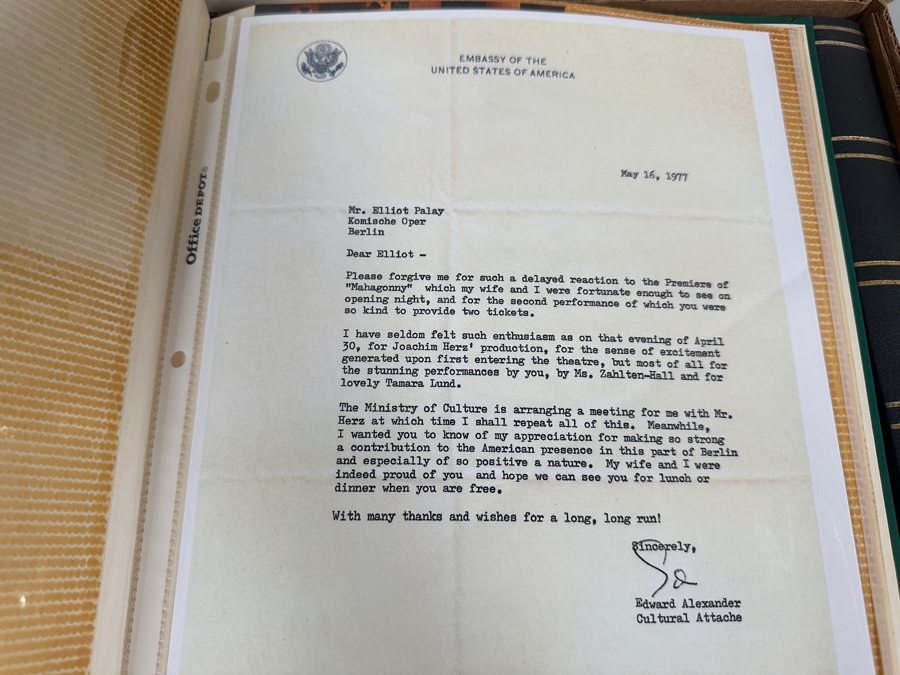 Office DEPOT®
EMBASSY OF THE
UNITED STATES OF AMERICA
May 16, 1977
Mr. Elliot Palay
Komische Oper
Berlin
Dear Elliot -
Please forgive me for such a delayed reaction to the Premiere of
"Mahagonny" which my wife and I were fortunate enough to see on
opening night, and for the second performance of which you were
so kind to provide two tickets.
I have seldom felt such enthusiasm as on that evening of April
30, for Joachim Herz' production, for the sense of excitement
generated upon first entering the theatre, but most of all for
the stunning performances by you, by Ms. Zahlten-Hall and for
lovely Tamara Lund.
The Ministry of Culture is arranging a meeting for me with Mr.
Herz at which time I shall repeat all of this. Meanwhile,
I wanted you to know of my appreciation for making so strong
a contribution to the American presence in this part of Berlin
and especially of so positive a nature. My wife and I were
indeed proud of you and hope we can see you for lunch or
dinner when you are free.
With many thanks and wishes for a long, long run!
Sincerely,
Edward Alexander
Cultural Attache